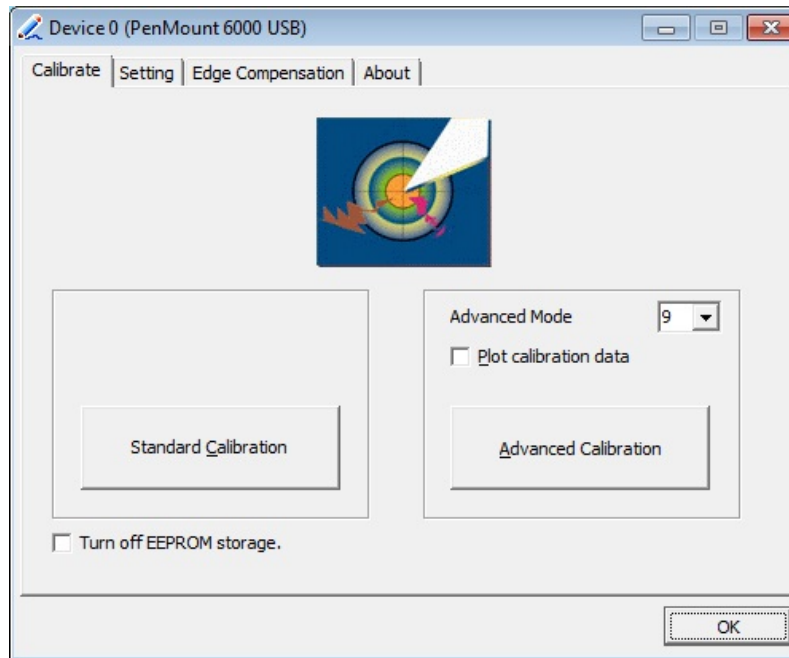 Device 0 (PenMount 6000 USB)
Calibrate Setting Edge Compensation About
Advanced Mode 9
Plot calibration data
Standard Calibration
Advanced Calibration
Turn off EEPROM storage.
OK